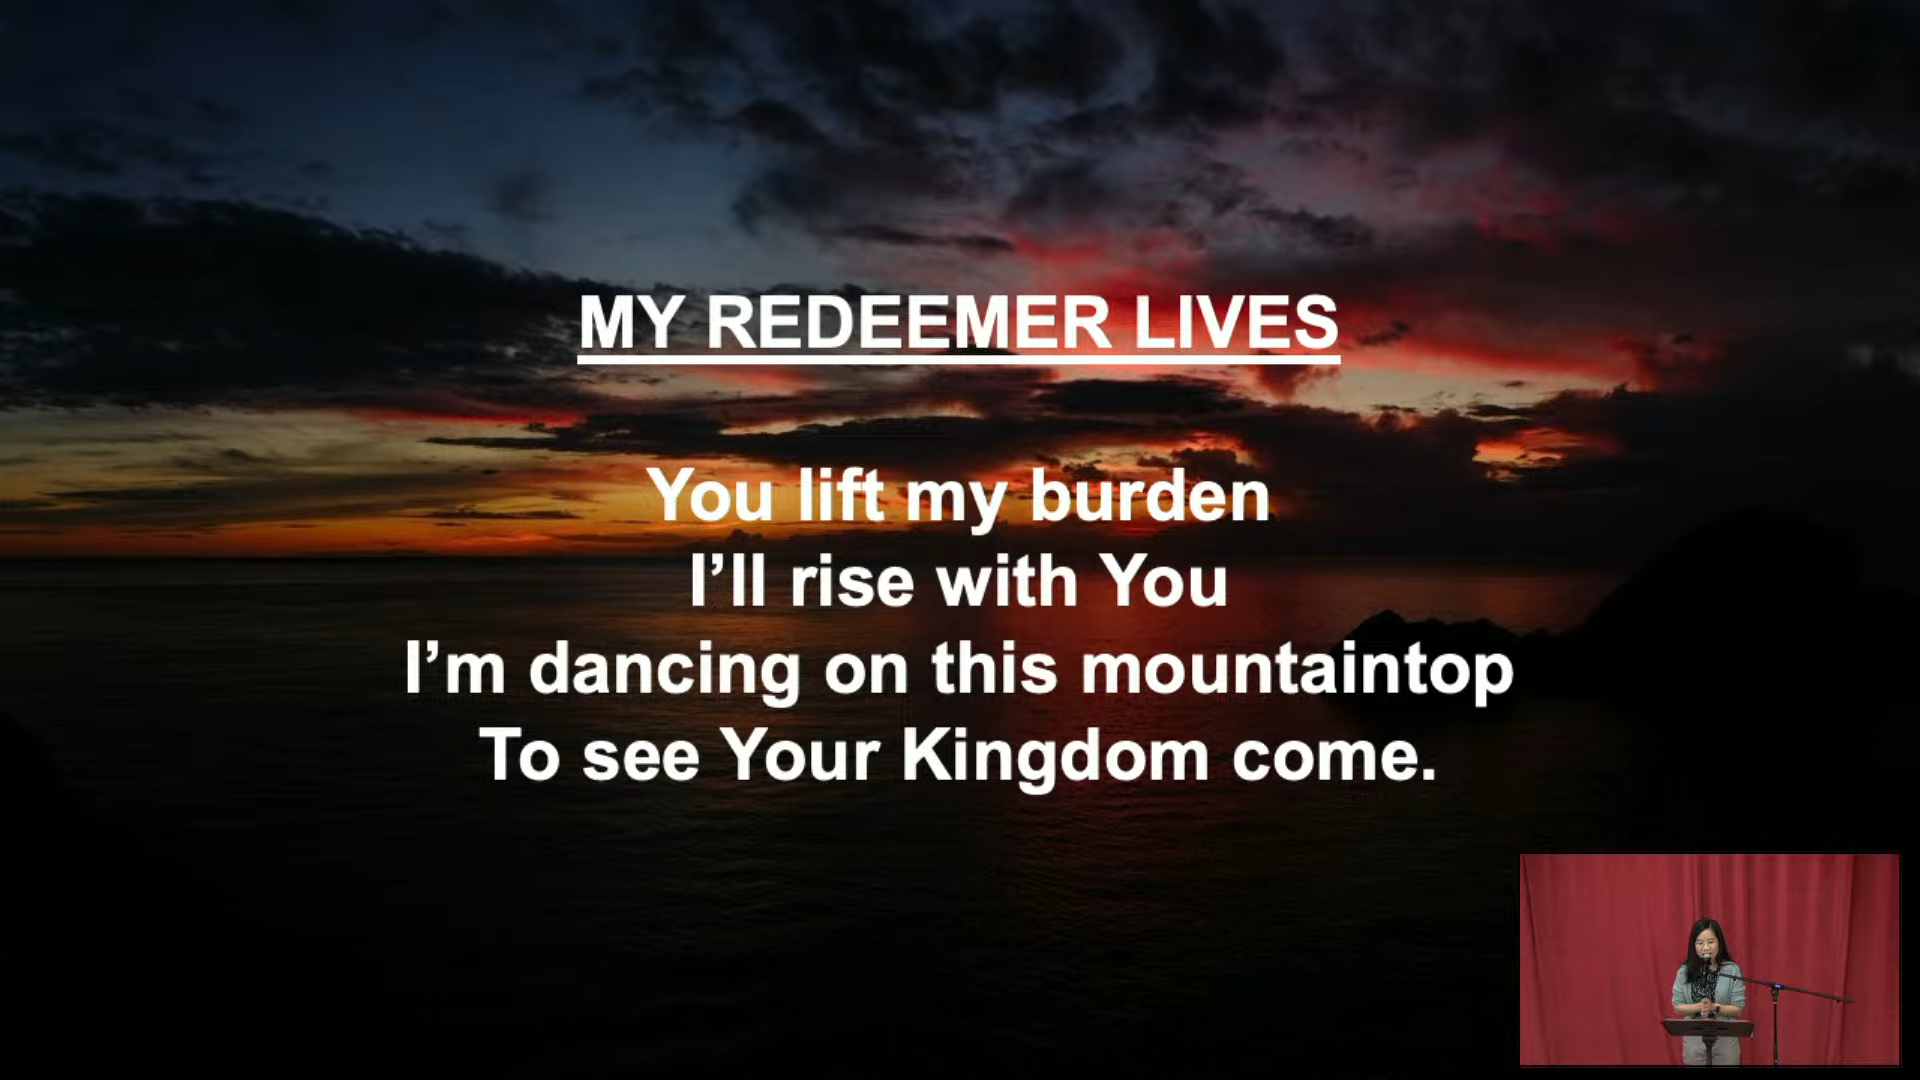 MY REDEEMER LIVES
You lift my burden
I’ll rise with You
I’m dancing on this mountaintop
To see Your Kingdom come.